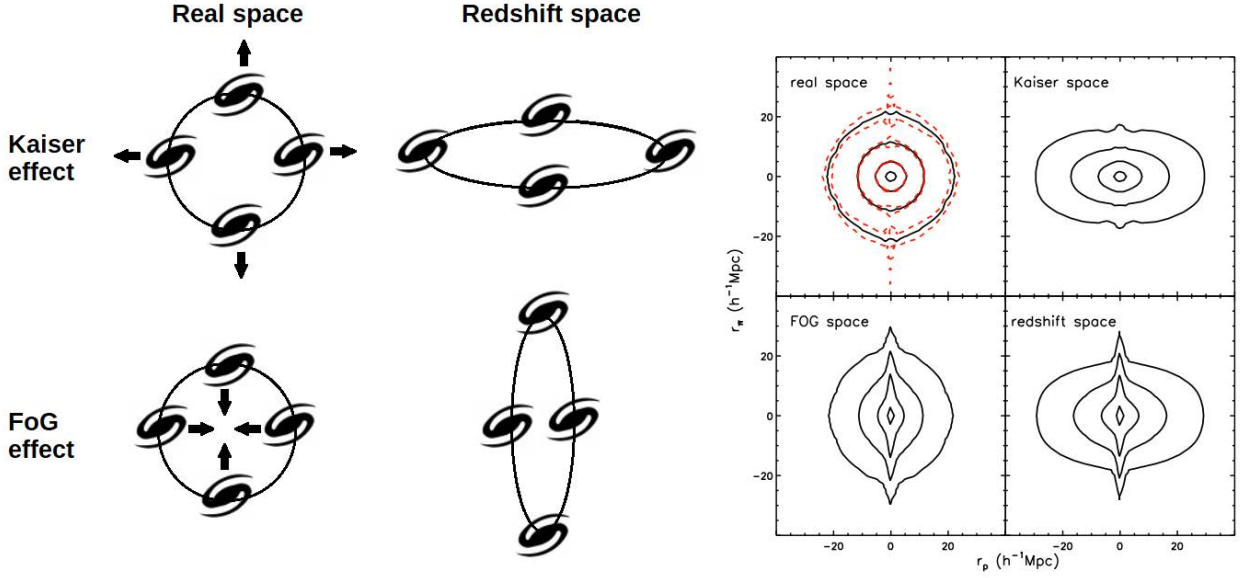 Real space
Redshift space
Kaiser
effect
FoG
effect
real space
Kaiser space
FOG space
redshift space
20
0
-20
20
0
-20
-20
0
20
-20
0
20
r_π (h⁻¹Mpc)
r_p (h⁻¹Mpc)